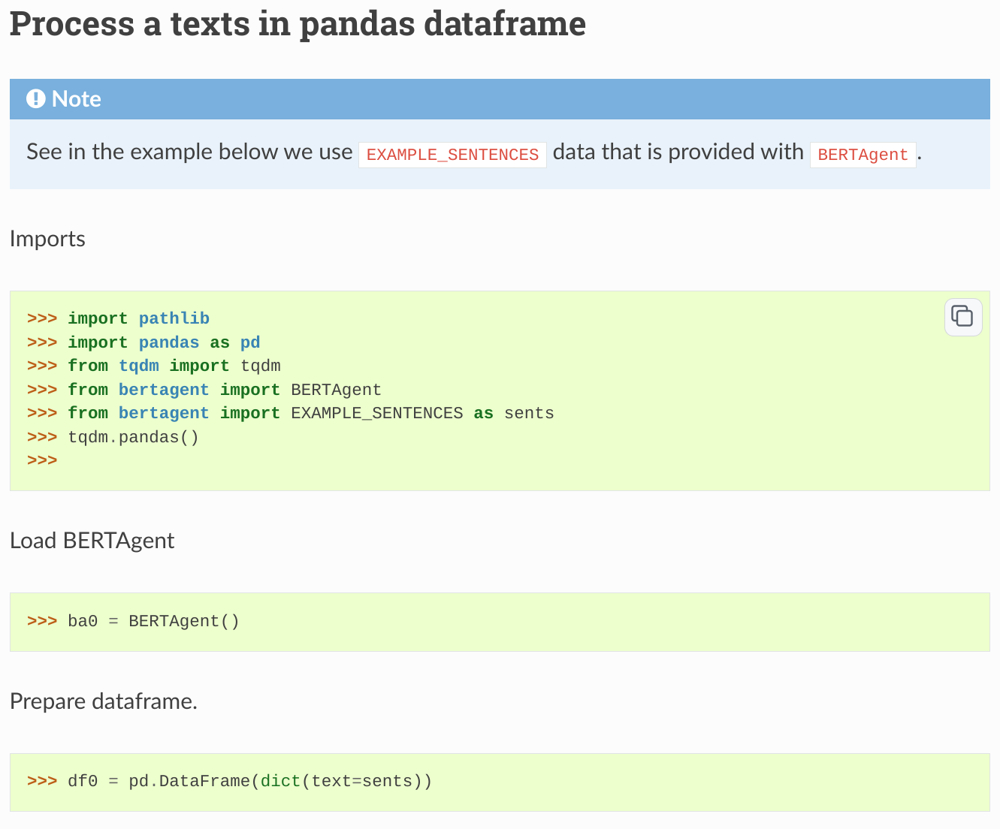 Process a texts in pandas dataframe
Note
See in the example below we use EXAMPLE_SENTENCES data that is provided with BERTAgent.
Imports
>>> import pathlib
>>> import pandas as pd
>>> from tqdm import tqdm
>>> from bertagent import BERTAgent
>>> from bertagent import EXAMPLE_SENTENCES as sents
>>> tqdm.pandas()
>>>
Load BERTAgent
>>> ba0 = BERTAgent()
Prepare dataframe.
>>> df0 = pd.DataFrame(dict(text=sents))